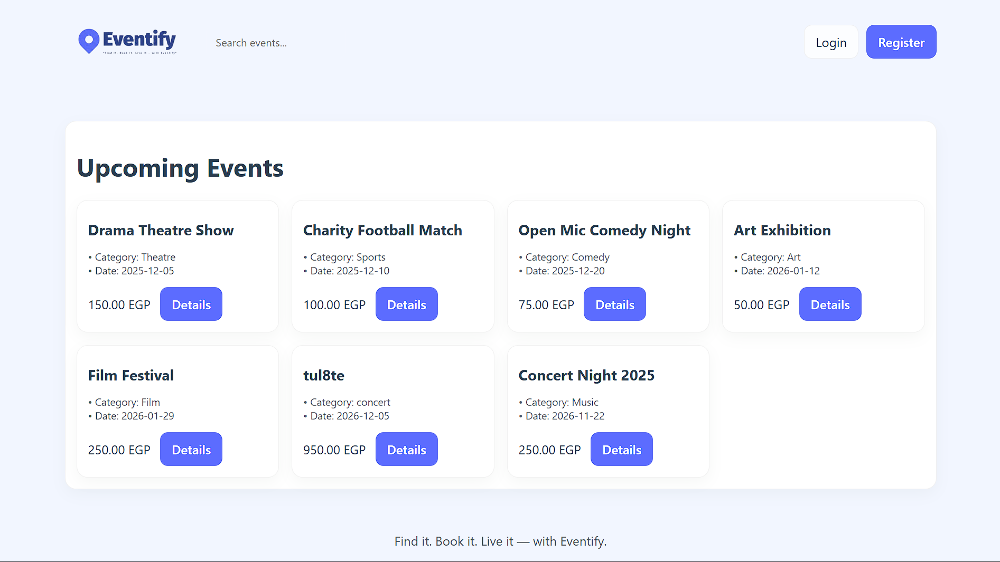 Eventify
"Find it. Book it. Live it - with Eventify"
Search events...
Login
Register
Upcoming Events
Drama Theatre Show
• Category: Theatre
• Date: 2025-12-05
150.00 EGP
Details
Charity Football Match
• Category: Sports
• Date: 2025-12-10
100.00 EGP
Details
Open Mic Comedy Night
• Category: Comedy
• Date: 2025-12-20
75.00 EGP
Details
Art Exhibition
• Category: Art
• Date: 2026-01-12
50.00 EGP
Details
Film Festival
• Category: Film
• Date: 2026-01-29
250.00 EGP
Details
tul8te
• Category: concert
• Date: 2026-12-05
950.00 EGP
Details
Concert Night 2025
• Category: Music
• Date: 2026-11-22
250.00 EGP
Details
Find it. Book it. Live it — with Eventify.